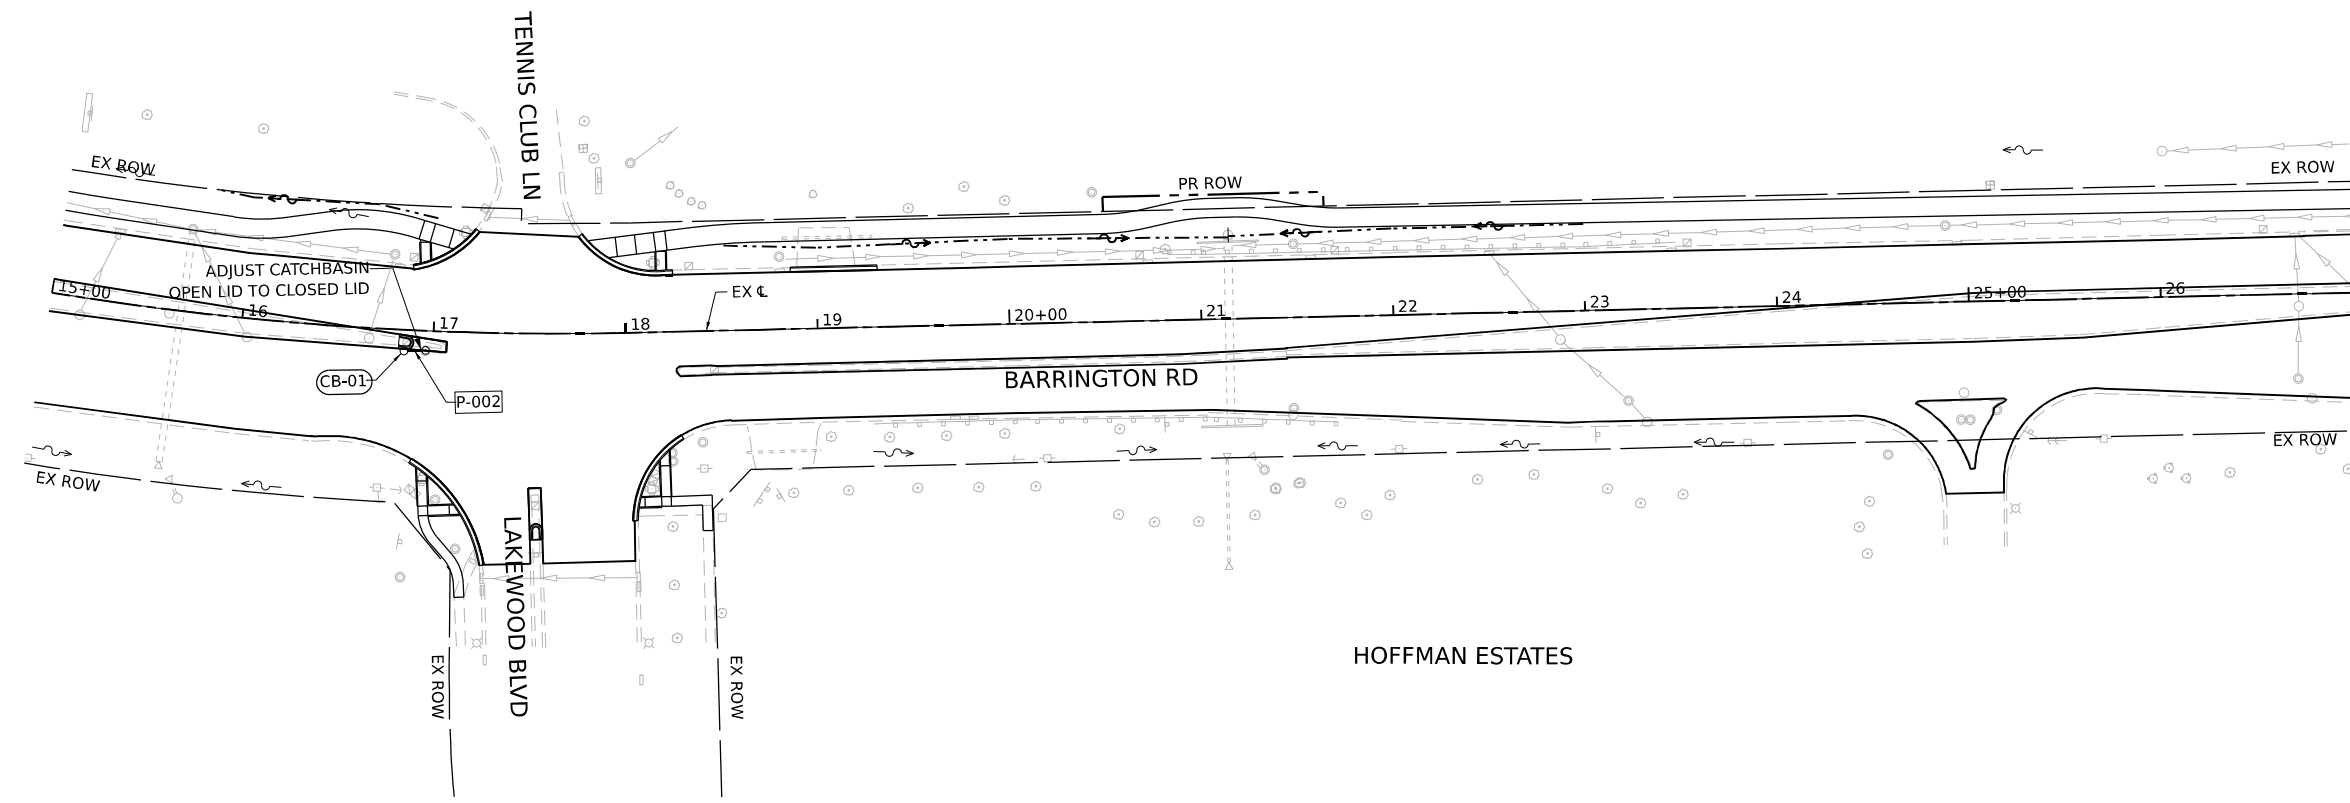 TENNIS CLUB LN
EX ROW
PR ROW
EX ROW
ADJUST CATCHBASIN
OPEN LID TO CLOSED LID
15+00
16
17
18
EX ℄
19
20+00
21
22
23
24
25+00
26
CB-01
P-002
BARRINGTON RD
EX ROW
EX ROW
LAKEWOOD BLVD
EX ROW
EX ROW
HOFFMAN ESTATES